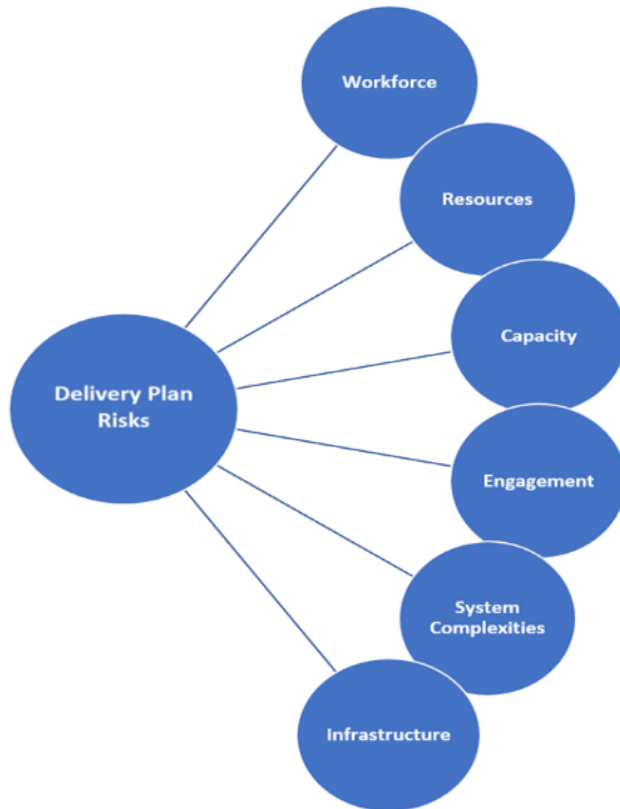 Workforce
Resources
Capacity
Delivery Plan
Risks
Engagement
System
Complexities
Infrastructure